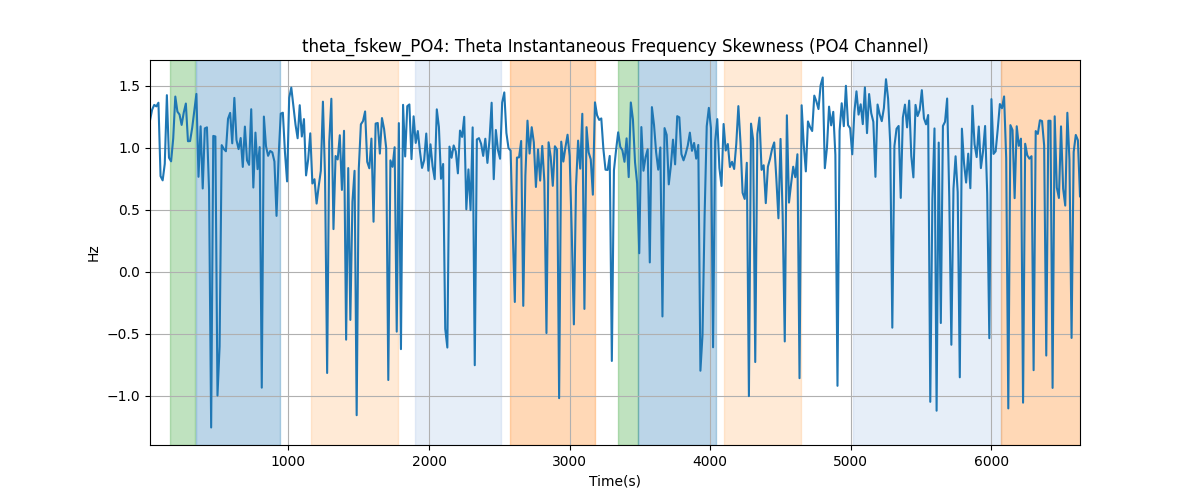 theta_fskew_PO4: Theta Instantaneous Frequency Skewness (PO4 Channel)
1.5
1.0
0.5
0.0
−0.5
−1.0
Hz
1000 2000 3000 4000 5000 6000
Time(s)